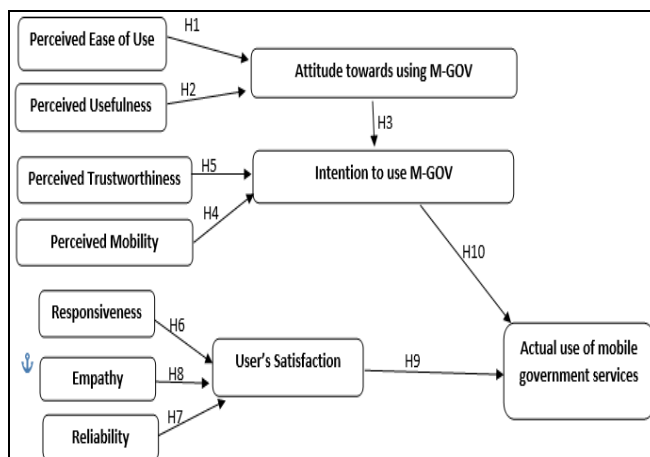 Perceived Ease of Use
H1
Attitude towards using M-GOV
Perceived Usefulness
H2
H3
Perceived Trustworthiness
H5
Intention to use M-GOV
Perceived Mobility
H4
H10
Responsiveness
H6
User's Satisfaction
H9
Actual use of mobile
government services
Empathy
H8
Reliability
H7